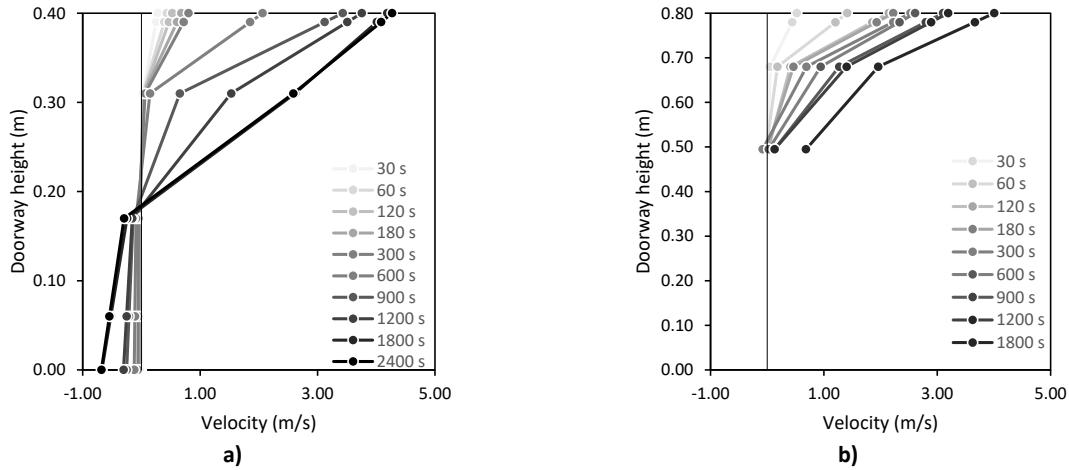 0.40
0.30
0.20
0.10
0.00
Doorway height (m)
-1.00
1.00
3.00
5.00
Velocity (m/s)
30 s
60 s
120 s
180 s
300 s
600 s
900 s
1200 s
1800 s
2400 s
a)
0.80
0.70
0.60
0.50
0.40
0.30
0.20
0.10
0.00
Doorway height (m)
-1.00
1.00
3.00
5.00
Velocity (m/s)
30 s
60 s
120 s
180 s
300 s
600 s
900 s
1200 s
1800 s
b)